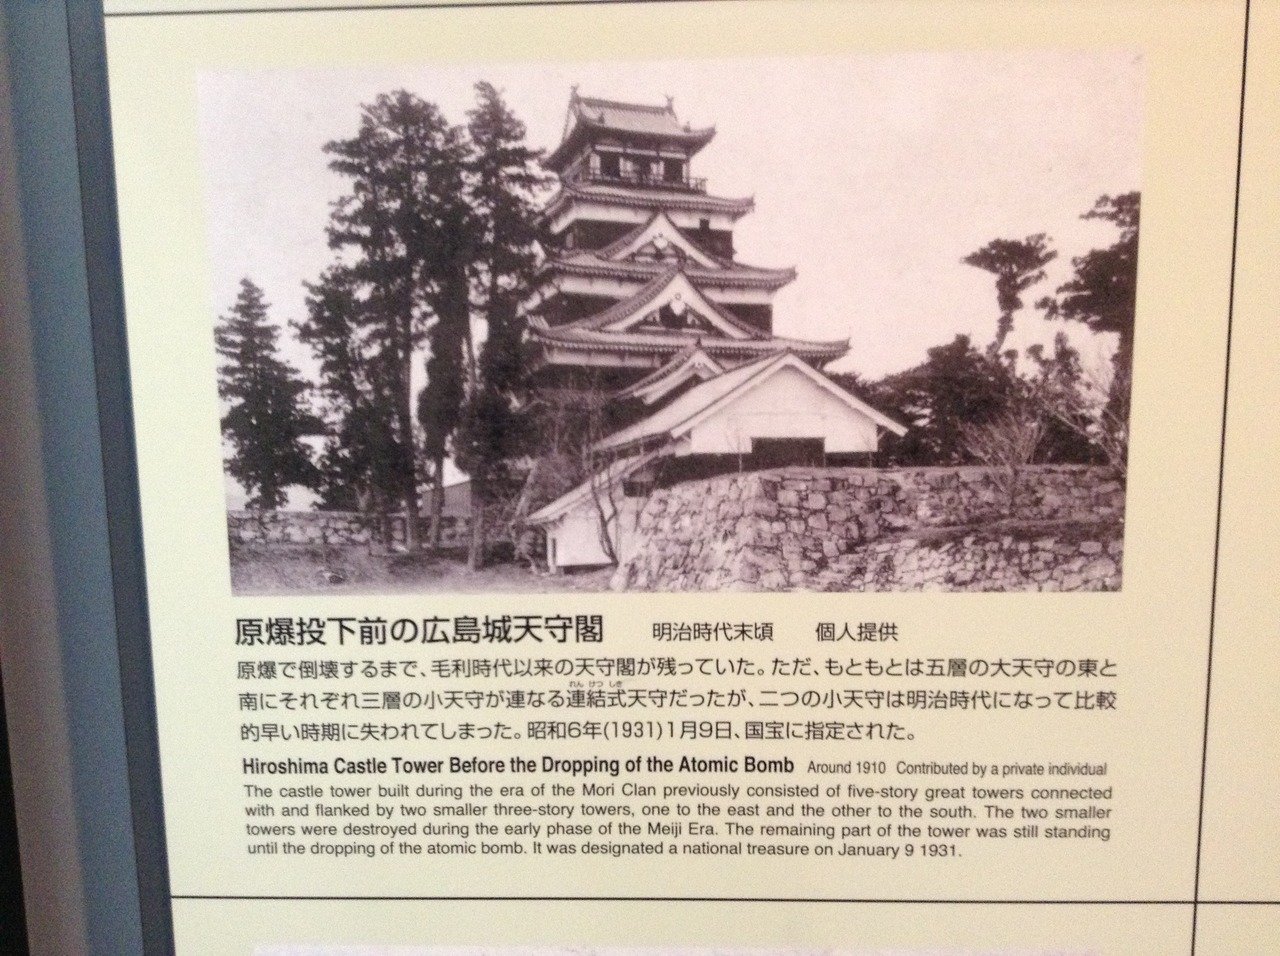 原爆投下前の広島城天守閣 明治時代末頃 個人提供
原爆で倒壊するまで、毛利時代以来の天守閣が残っていた。ただ、もともとは五層の大天守の東と
れん けつ しき
南にそれぞれ三層の小天守が連なる連結式天守だったが、二つの小天守は明治時代になって比較
的早い時期に失われてしまった。昭和6年(1931)1月9日、国宝に指定された。
Hiroshima Castle Tower Before the Dropping of the Atomic Bomb Around 1910 Contributed by a private individual
The castle tower built during the era of the Mori Clan previously consisted of five-story great towers connected
with and flanked by two smaller three-story towers, one to the east and the other to the south. The two smaller
towers were destroyed during the early phase of the Meiji Era. The remaining part of the tower was still standing
until the dropping of the atomic bomb. It was designated a national treasure on January 9 1931.